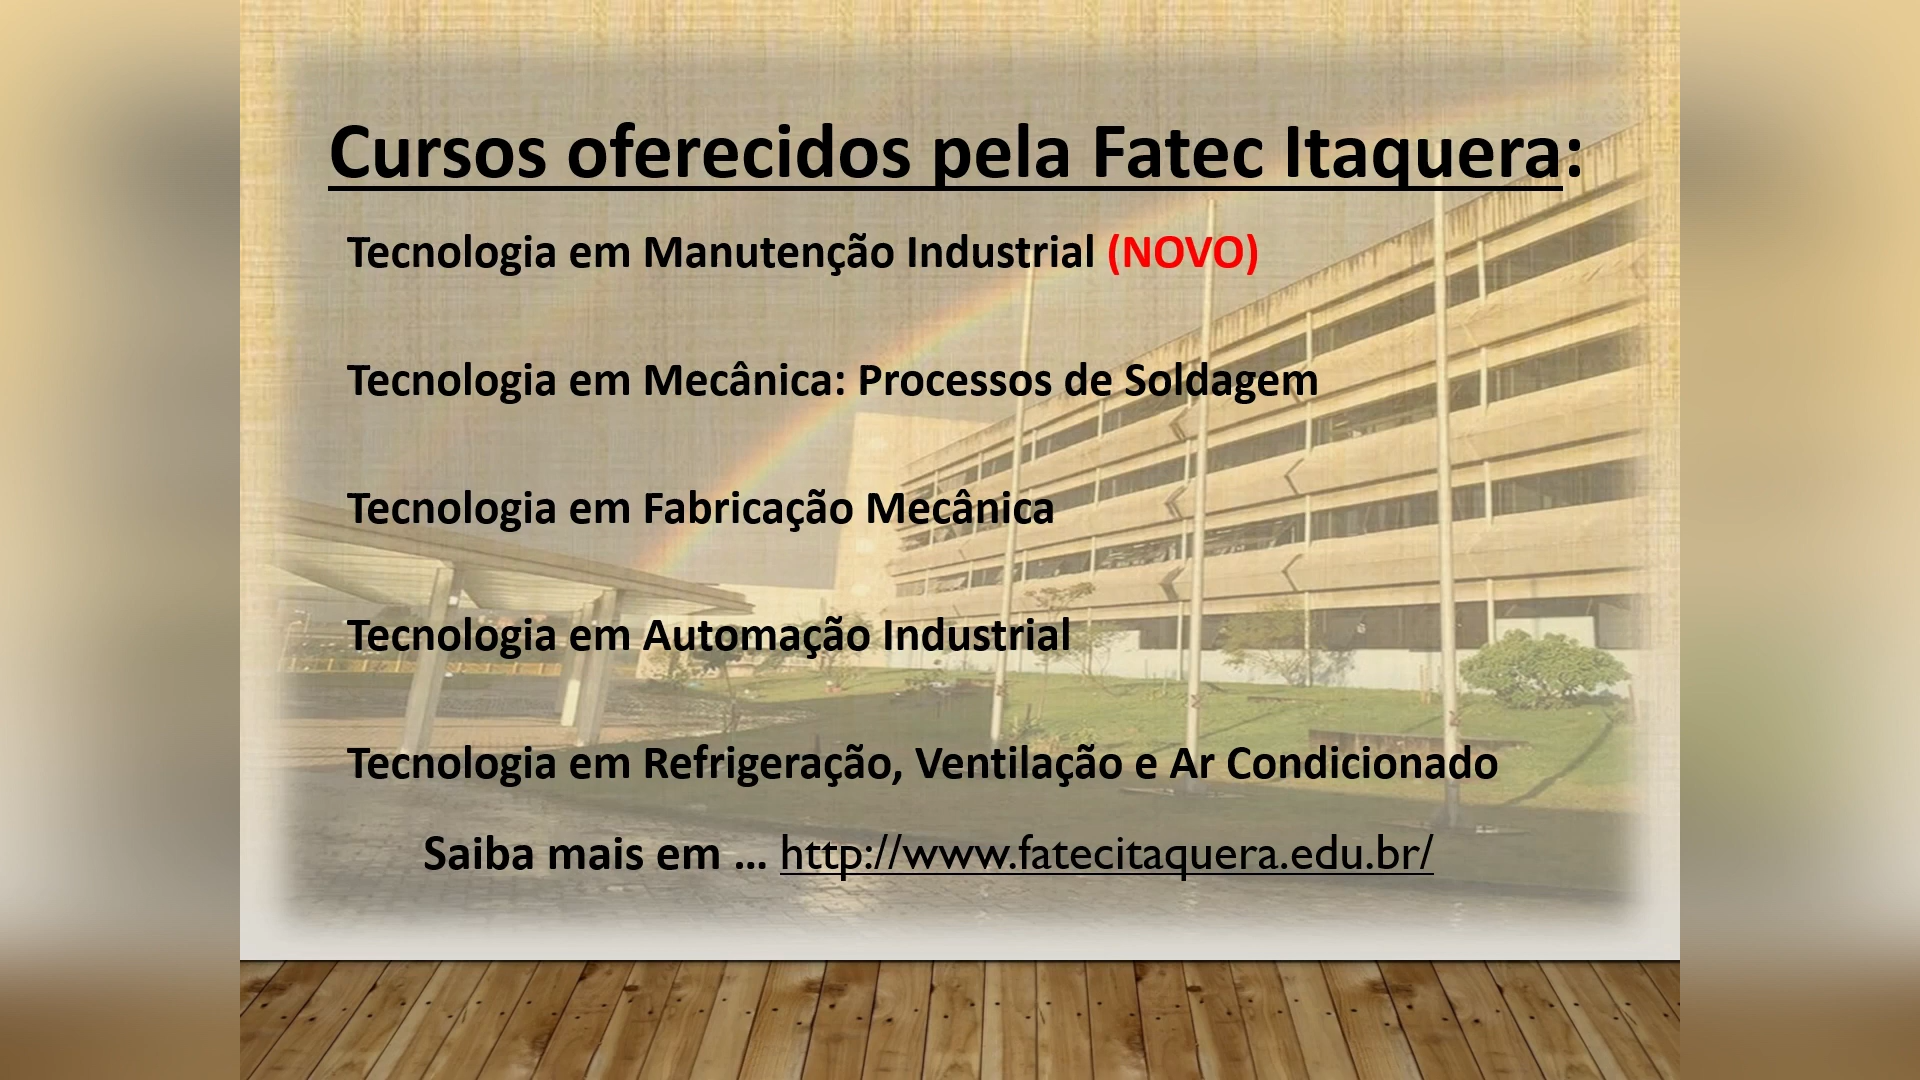 Cursos oferecidos pela Fatec Itaquera:
Tecnologia em Manutenção Industrial (NOVO)
Tecnologia em Mecânica: Processos de Soldagem
Tecnologia em Fabricação Mecânica
Tecnologia em Automação Industrial
Tecnologia em Refrigeração, Ventilação e Ar Condicionado
Saiba mais em ... http://www.fatecitaquera.edu.br/